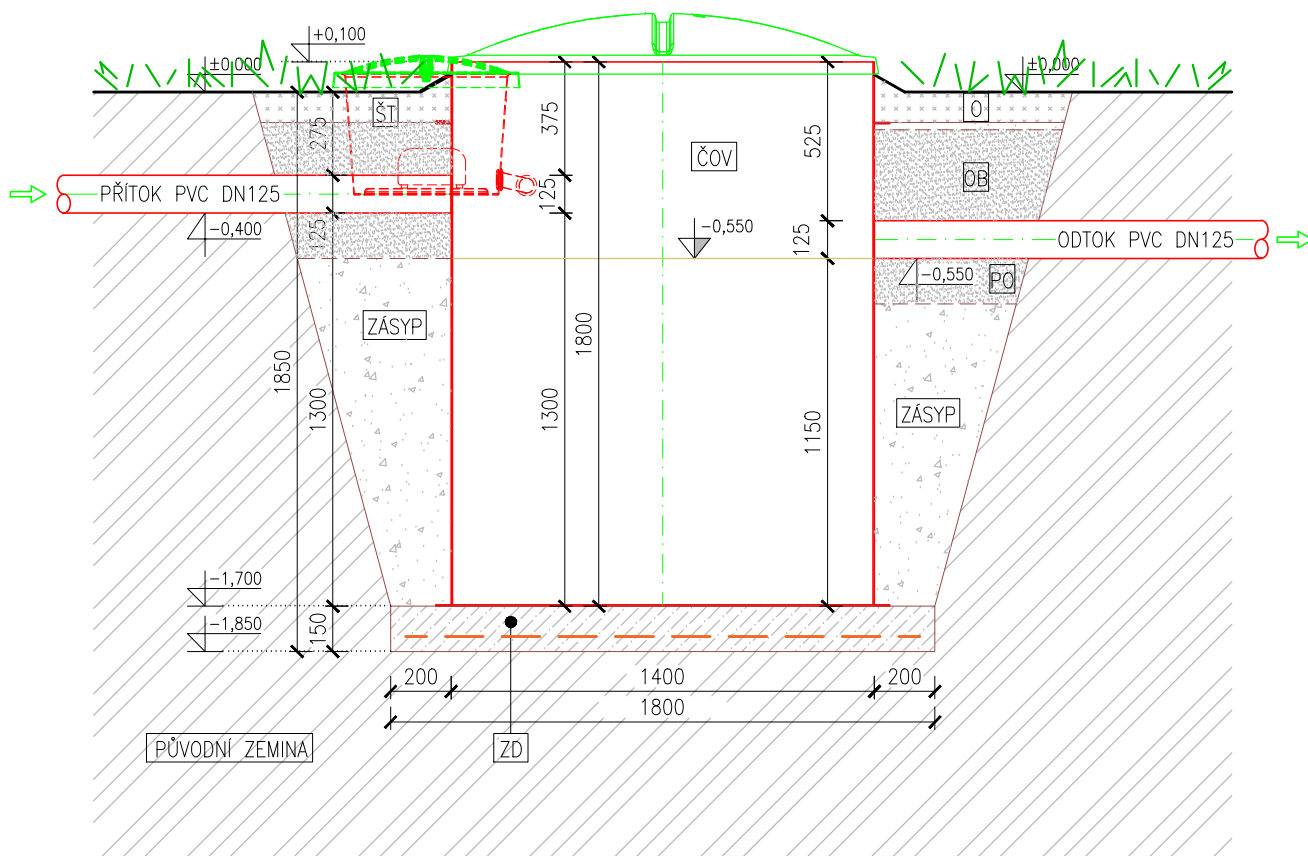 +0,100
±0,000
±0,000
ŠT
O
275
375
525
ČOV
OB
PŘÍTOK PVC DN125
125
-0,400
125
-0,550
125
ODTOK PVC DN125
-0,550
PO
ZÁSYP
1850
1300
1300
1800
1150
ZÁSYP
-1,700
-1,850
150
200
1400
200
1800
PŮVODNÍ ZEMINA
ZD